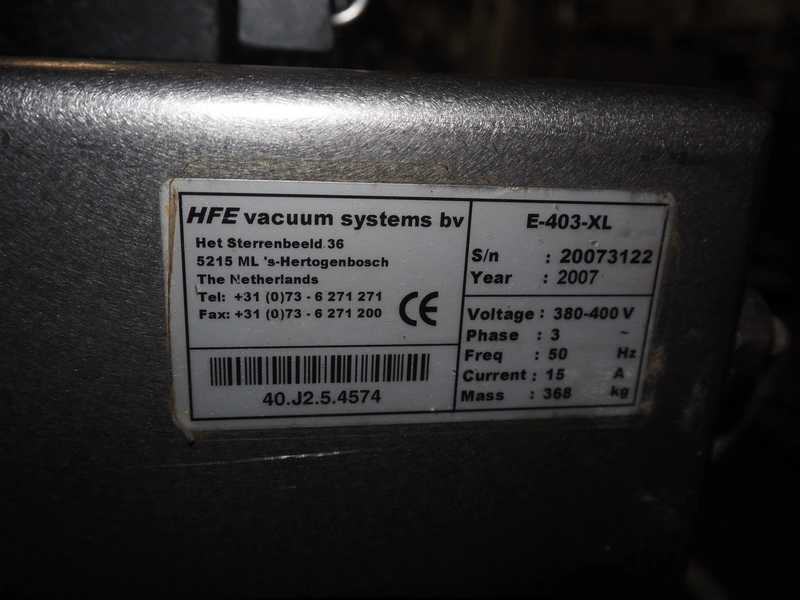 HFE vacuum systems bv
Het Sterrenbeeld 36
5215 ML 's-Hertogenbosch
The Netherlands
Tel: +31 (0)73 - 6 271 271
Fax: +31 (0)73 - 6 271 200
CE
40.J2.5.4574
E-403-XL
S/n : 20073122
Year : 2007
Voltage : 380-400 V
Phase : 3 ~
Freq : 50 Hz
Current : 15 A
Mass : 368 kg